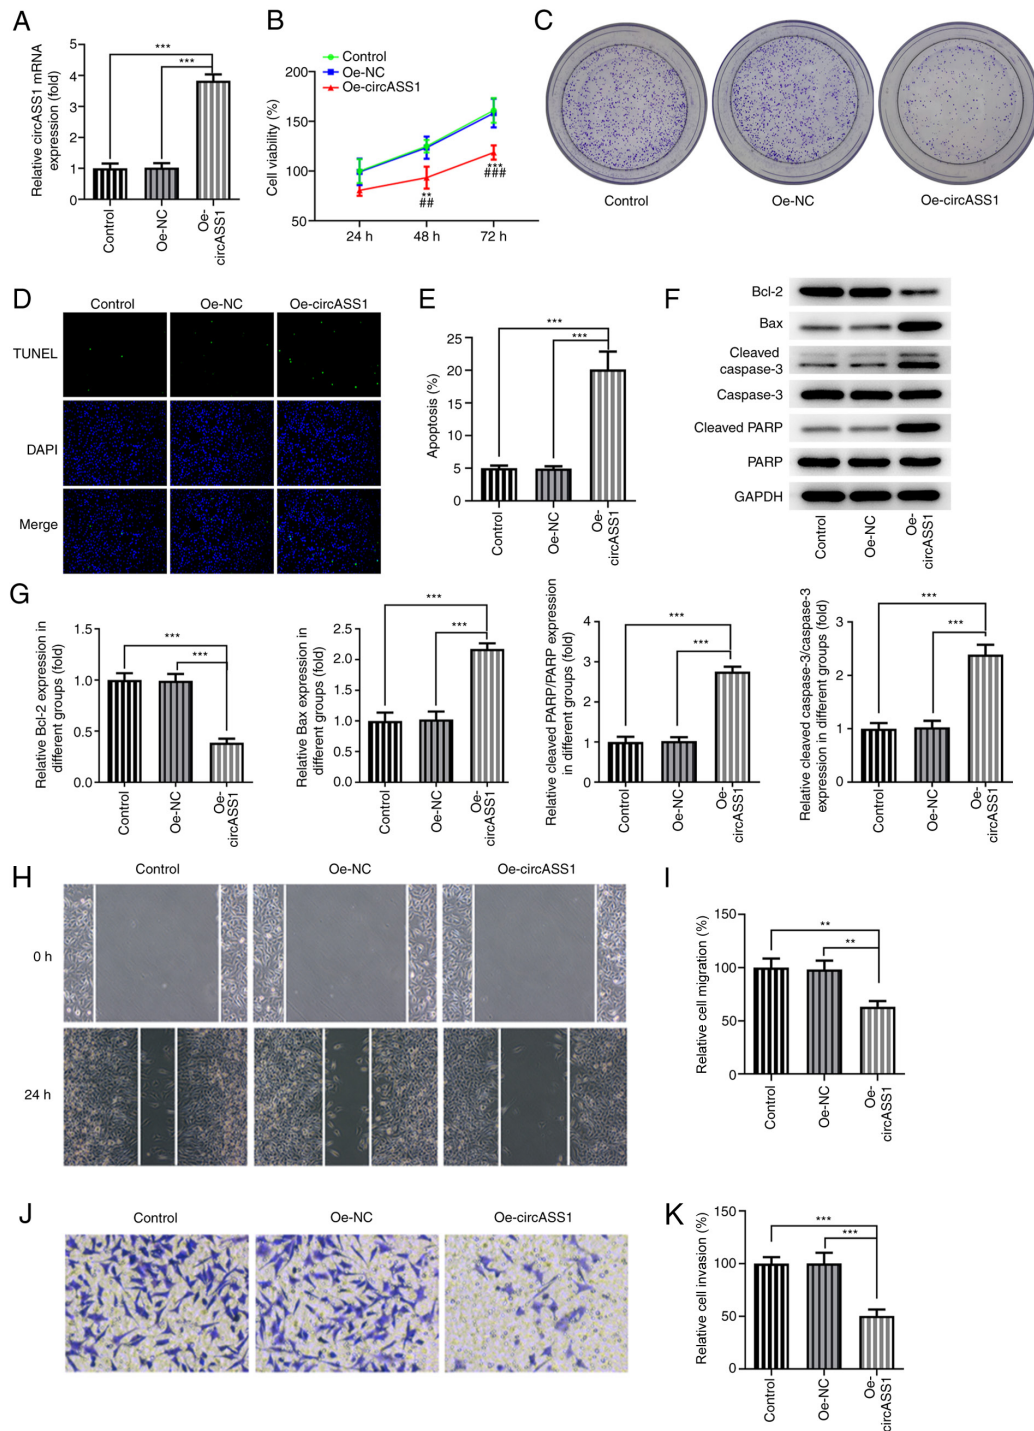 A
Relative circASS1 mRNA
expression (fold)
5
4
3
2
1
0
***
***
Control
Oe-NC
Oe-
circASS1
B
Control
Oe-NC
Oe-circASS1
Cell viability (%)
200
150
100
50
**
##
***
###
24 h
48 h
72 h
C
Control
Oe-NC
Oe-circASS1
D
Control
Oe-NC
Oe-circASS1
TUNEL
DAPI
Merge
E
Apoptosis (%)
25
20
15
10
5
0
***
***
Control
Oe-NC
Oe-
circASS1
F
Bcl-2
Bax
Cleaved
caspase-3
Caspase-3
Cleaved PARP
PARP
GAPDH
Control
Oe-NC
Oe-
circASS1
G
Relative Bcl-2 expression in
different groups (fold)
1.5
1.0
0.5
0.0
***
***
Control
Oe-NC
Oe-
circASS1
Relative Bax expression in
different groups (fold)
2.5
2.0
1.5
1.0
0.5
0.0
***
***
Control
Oe-NC
Oe-
circASS1
Relative cleaved PARP/PARP expression
in different groups (fold)
4
3
2
1
0
***
***
Control
Oe-NC
Oe-
circASS1
Relative cleaved caspase-3/caspase-3
expression in different groups (fold)
3
2
1
0
***
***
Control
Oe-NC
Oe-
circASS1
H
Control
Oe-NC
Oe-circASS1
0 h
24 h
I
Relative cell migration (%)
150
100
50
0
**
**
Control
Oe-NC
Oe-
circASS1
J
Control
Oe-NC
Oe-circASS1
K
Relative cell invasion (%)
150
100
50
0
***
***
Control
Oe-NC
Oe-
circASS1